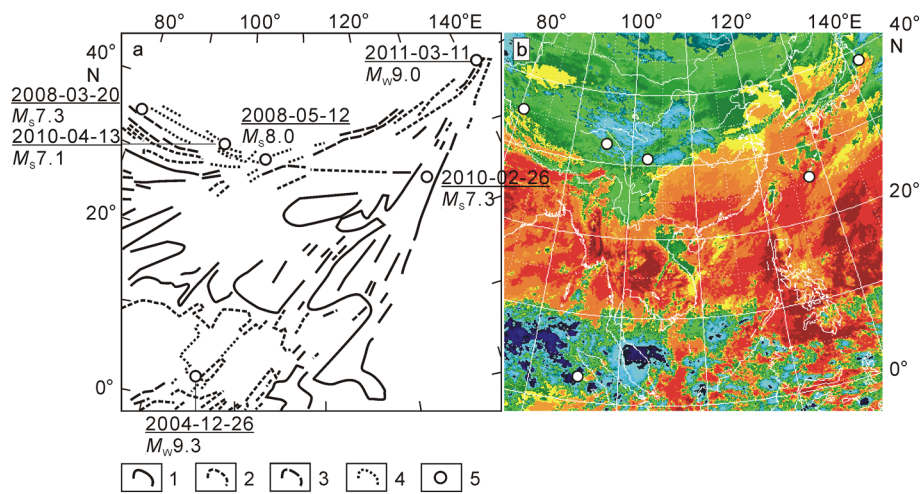 80° 100° 120° 140° 80° 100° 120° 140° 40°
a b N
40° N
2011-03-11
Mw9.0
2008-03-20
Ms7.3
2008-05-12
Ms8.0
2010-04-13
Ms7.1
2010-02-26
Ms7.3
20° 20°
0° 0°
2004-12-26
Mw9.3
1 2 3 4 5